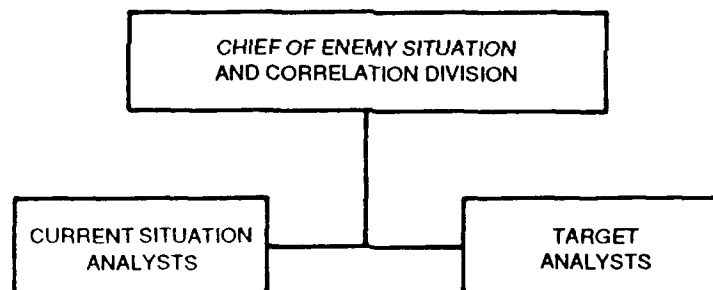 CHIEF OF ENEMY SITUATION
AND CORRELATION DIVISION
CURRENT SITUATION
ANALYSTS
TARGET
ANALYSTS